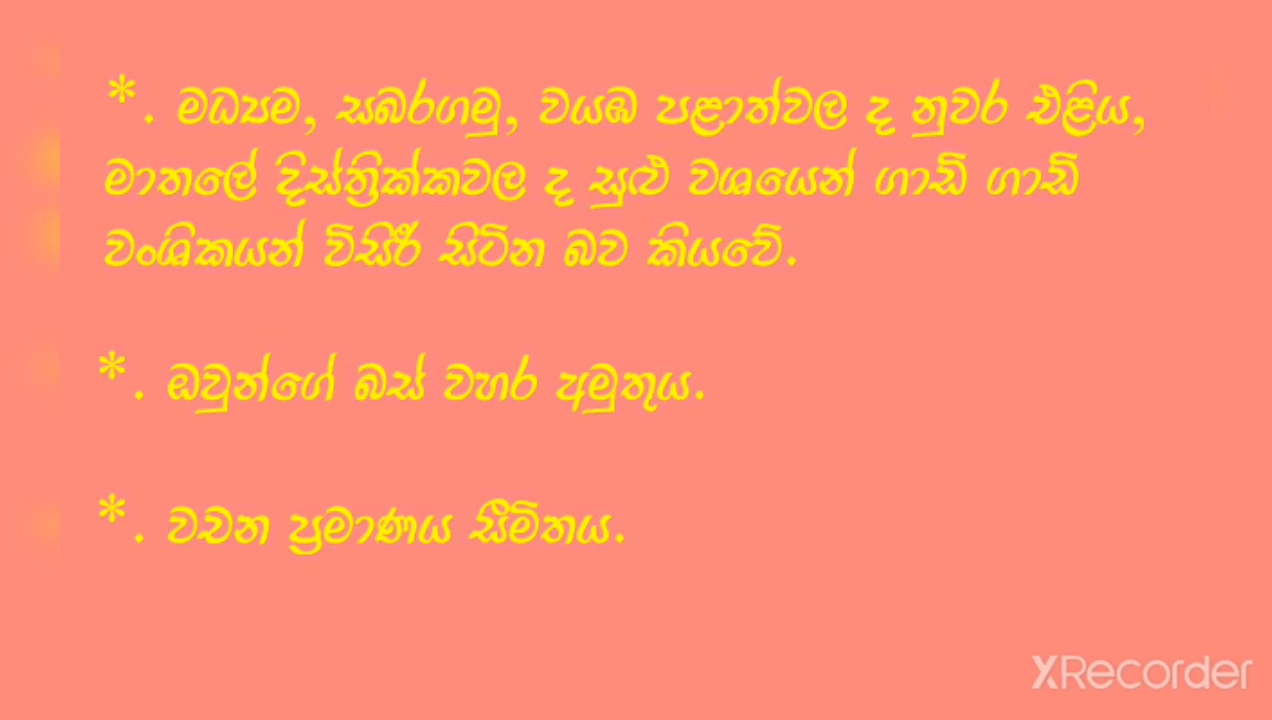 *. මධ්‍යම, සබරගමු, වයඹ පළාත්වල ද නුවර එළිය,
මාතලේ දිස්ත්‍රික්කවල ද සුළු වශයෙන් ගාඩි ගාඩි
වංශිකයන් විසිරී සිටින බව කියවේ.
*. ඔවුන්ගේ බස් වහර අමුතුය.
*. වචන ප්‍රමාණය සීමිතය.
XRecorder